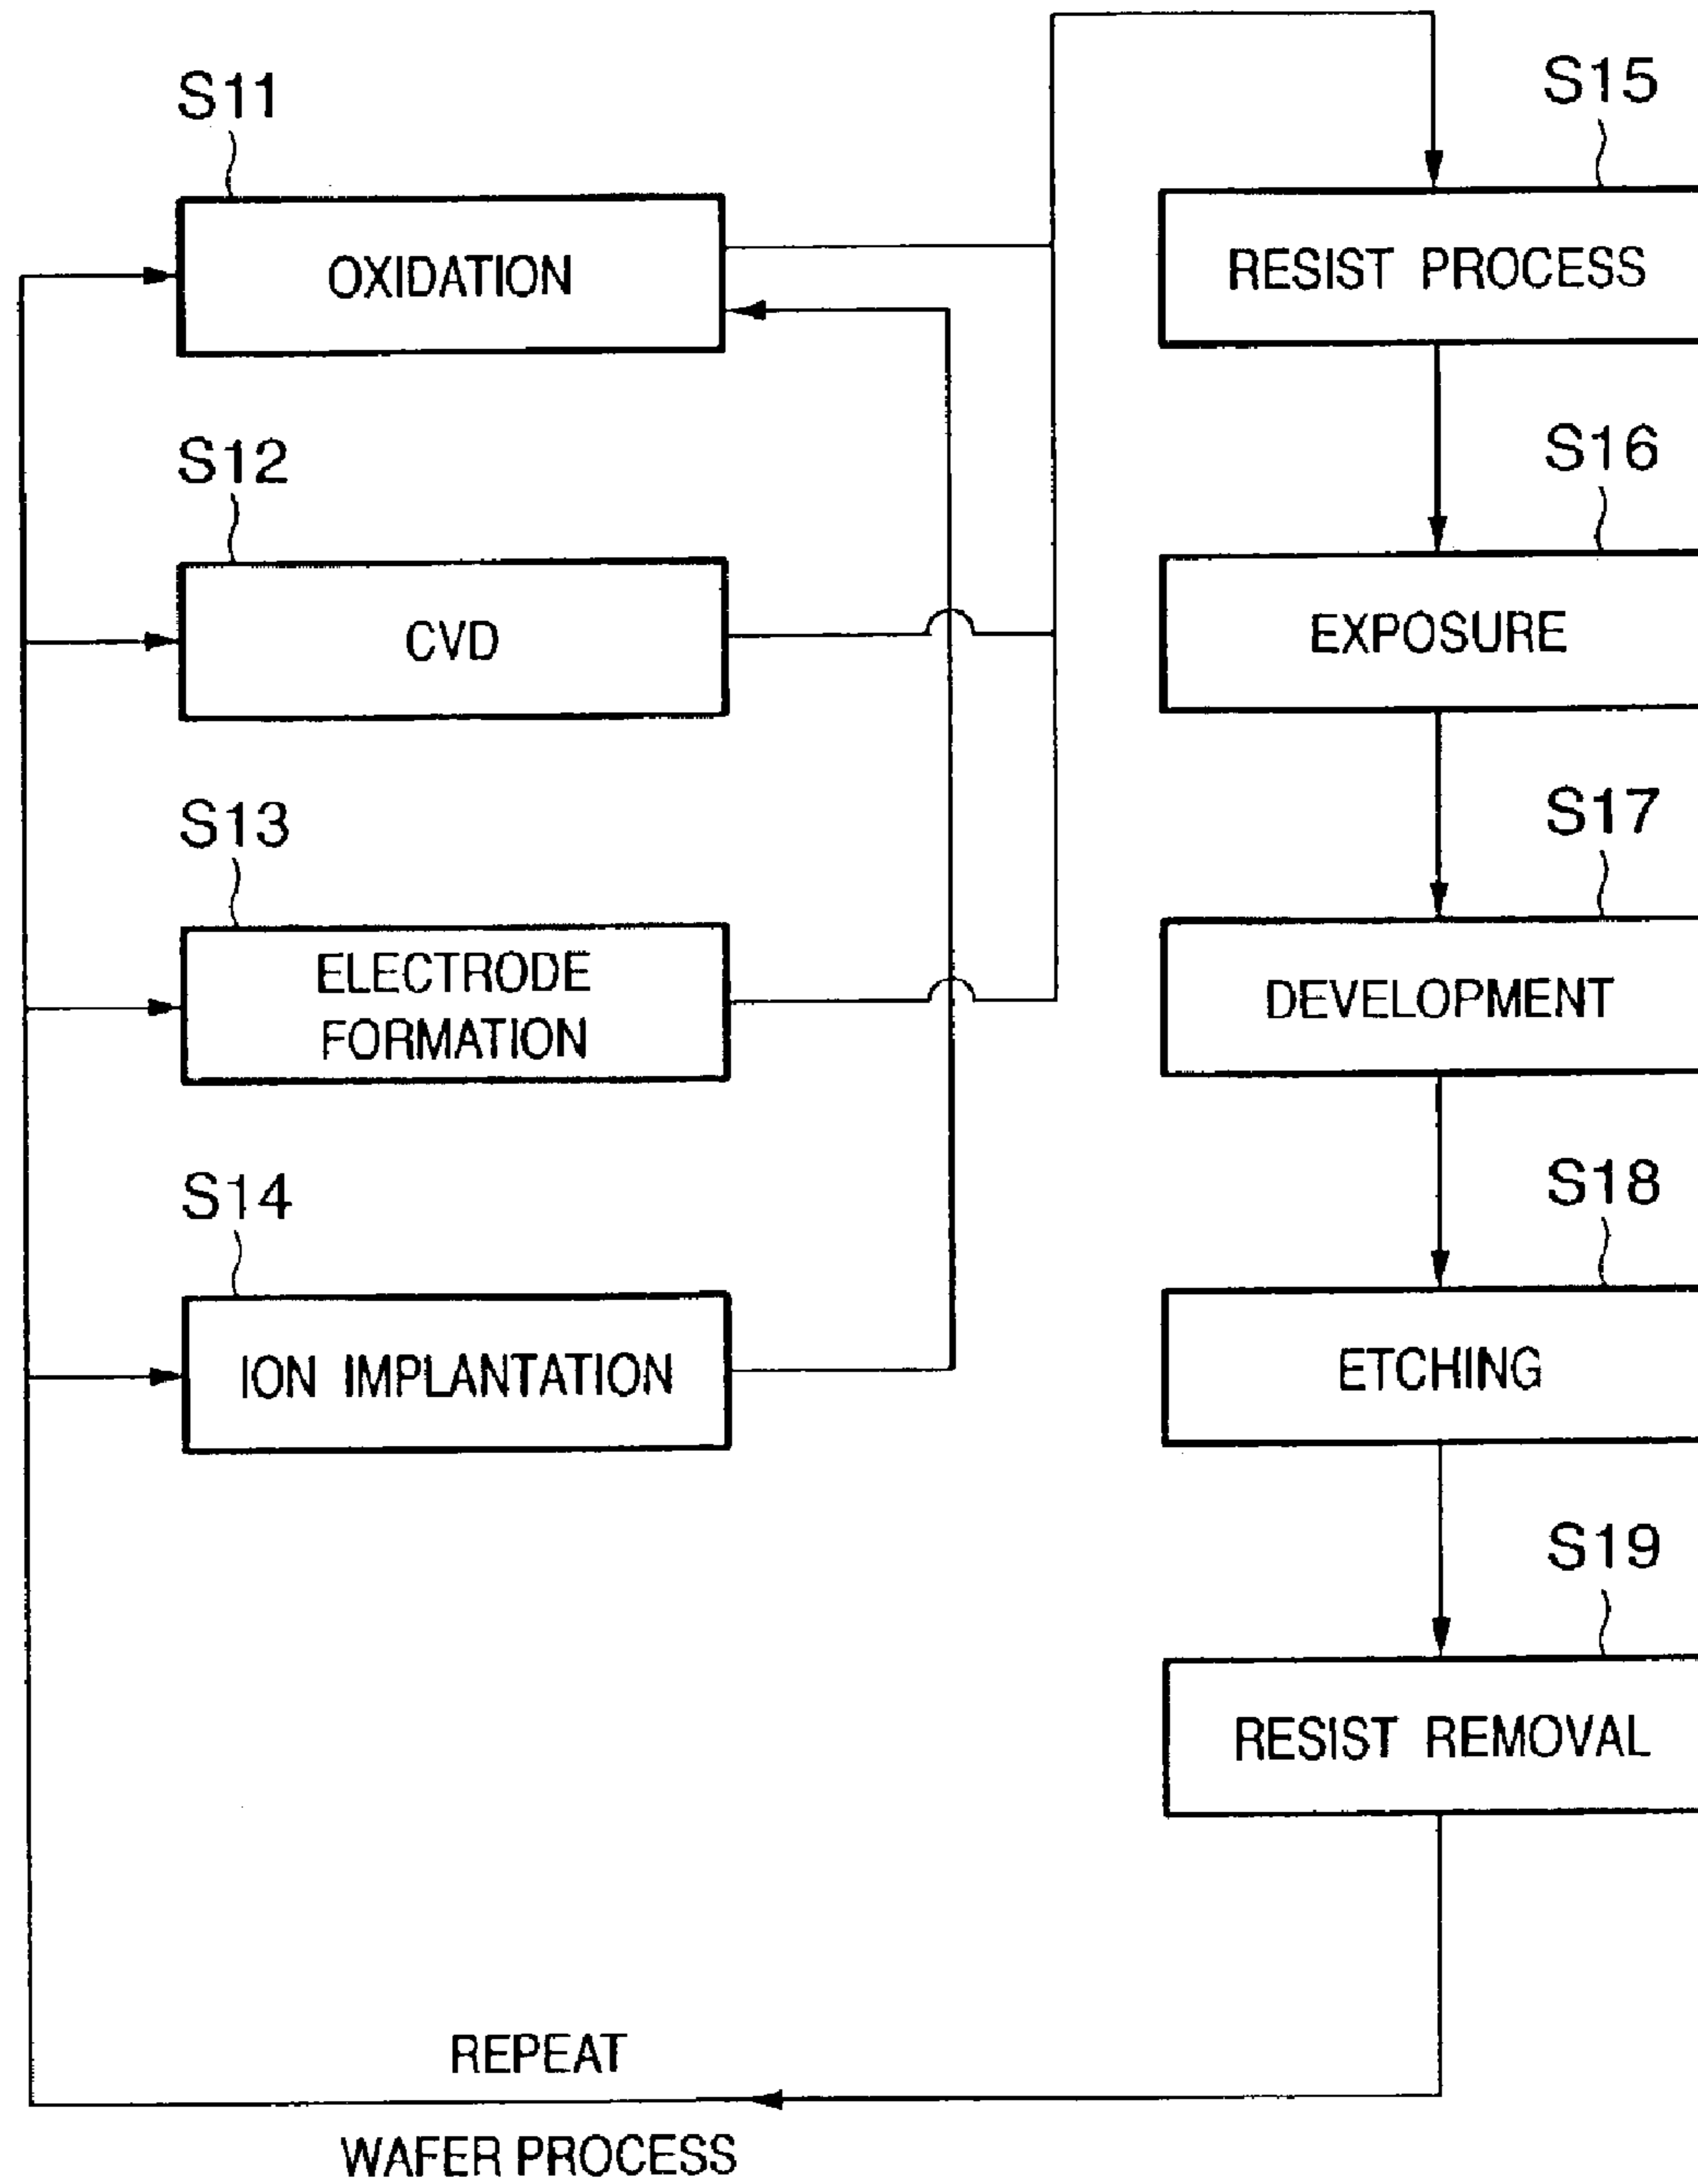 S11
OXIDATION
S12
CVD
S13
ELECTRODE
FORMATION
S14
ION IMPLANTATION
S15
RESIST PROCESS
S16
EXPOSURE
S17
DEVELOPMENT
S18
ETCHING
S19
RESIST REMOVAL
REPEAT
WAFER PROCESS